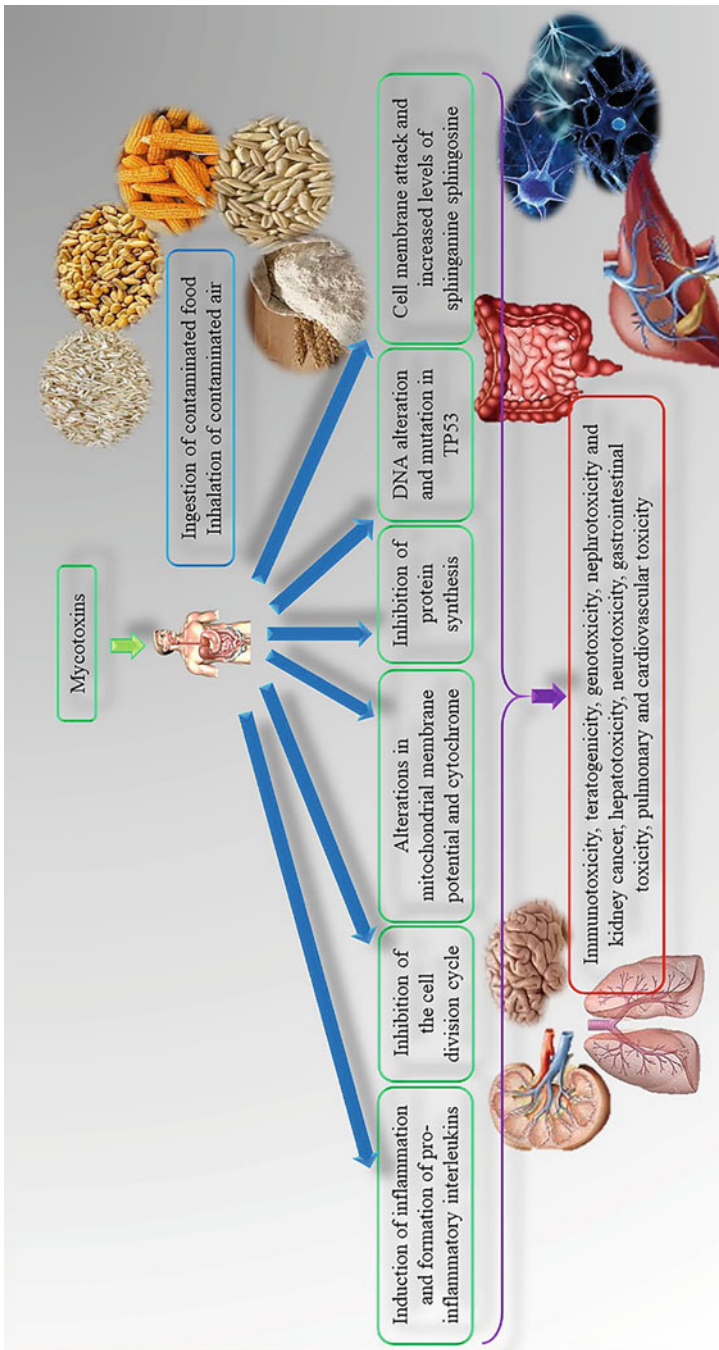 Mycotoxins
Ingestion of contaminated food
Inhalation of contaminated air
Induction of inflammation
and formation of pro-
inflammatory interleukins
Inhibition of
the cell
division cycle
Alterations in
mitochondrial membrane
potential and cytochrome
Inhibition of
protein
synthesis
DNA alteration
and mutation in
TP53
Cell membrane attack and
increased levels of
sphinganine sphingosine
Immunotoxicity, teratogenicity, genotoxicity, nephrotoxicity and
kidney cancer, hepatotoxicity, neurotoxicity, gastrointestinal
toxicity, pulmonary and cardiovascular toxicity